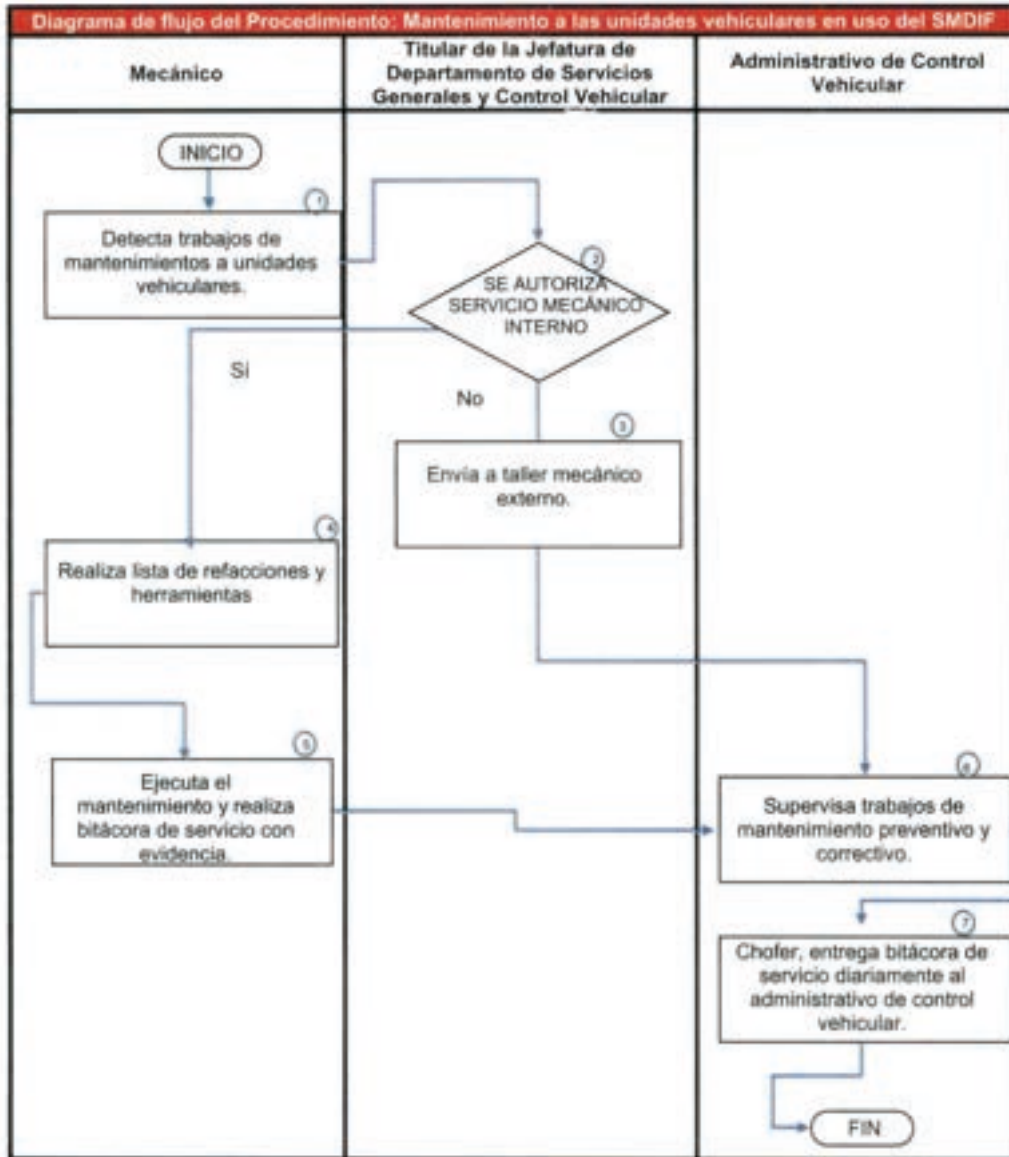 Diagrama de flujo del Procedimiento: Mantenimiento a las unidades vehiculares en uso del SMDIF
Mecánico
Titular de la Jefatura de
Departamento de Servicios
Generales y Control Vehicular
Administrativo de Control
Vehicular
INICIO
1
Detecta trabajos de
mantenimientos a unidades
vehiculares.
2
SE AUTORIZA
SERVICIO MECÁNICO
INTERNO
Sí
No
3
Envía a taller mecánico
externo.
4
Realiza lista de refacciones y
herramientas
5
Ejecuta el
mantenimiento y realiza
bitácora de servicio con
evidencia.
6
Supervisa trabajos de
mantenimiento preventivo y
correctivo.
7
Chofer, entrega bitácora de
servicio diariamente al
administrativo de control
vehicular.
FIN